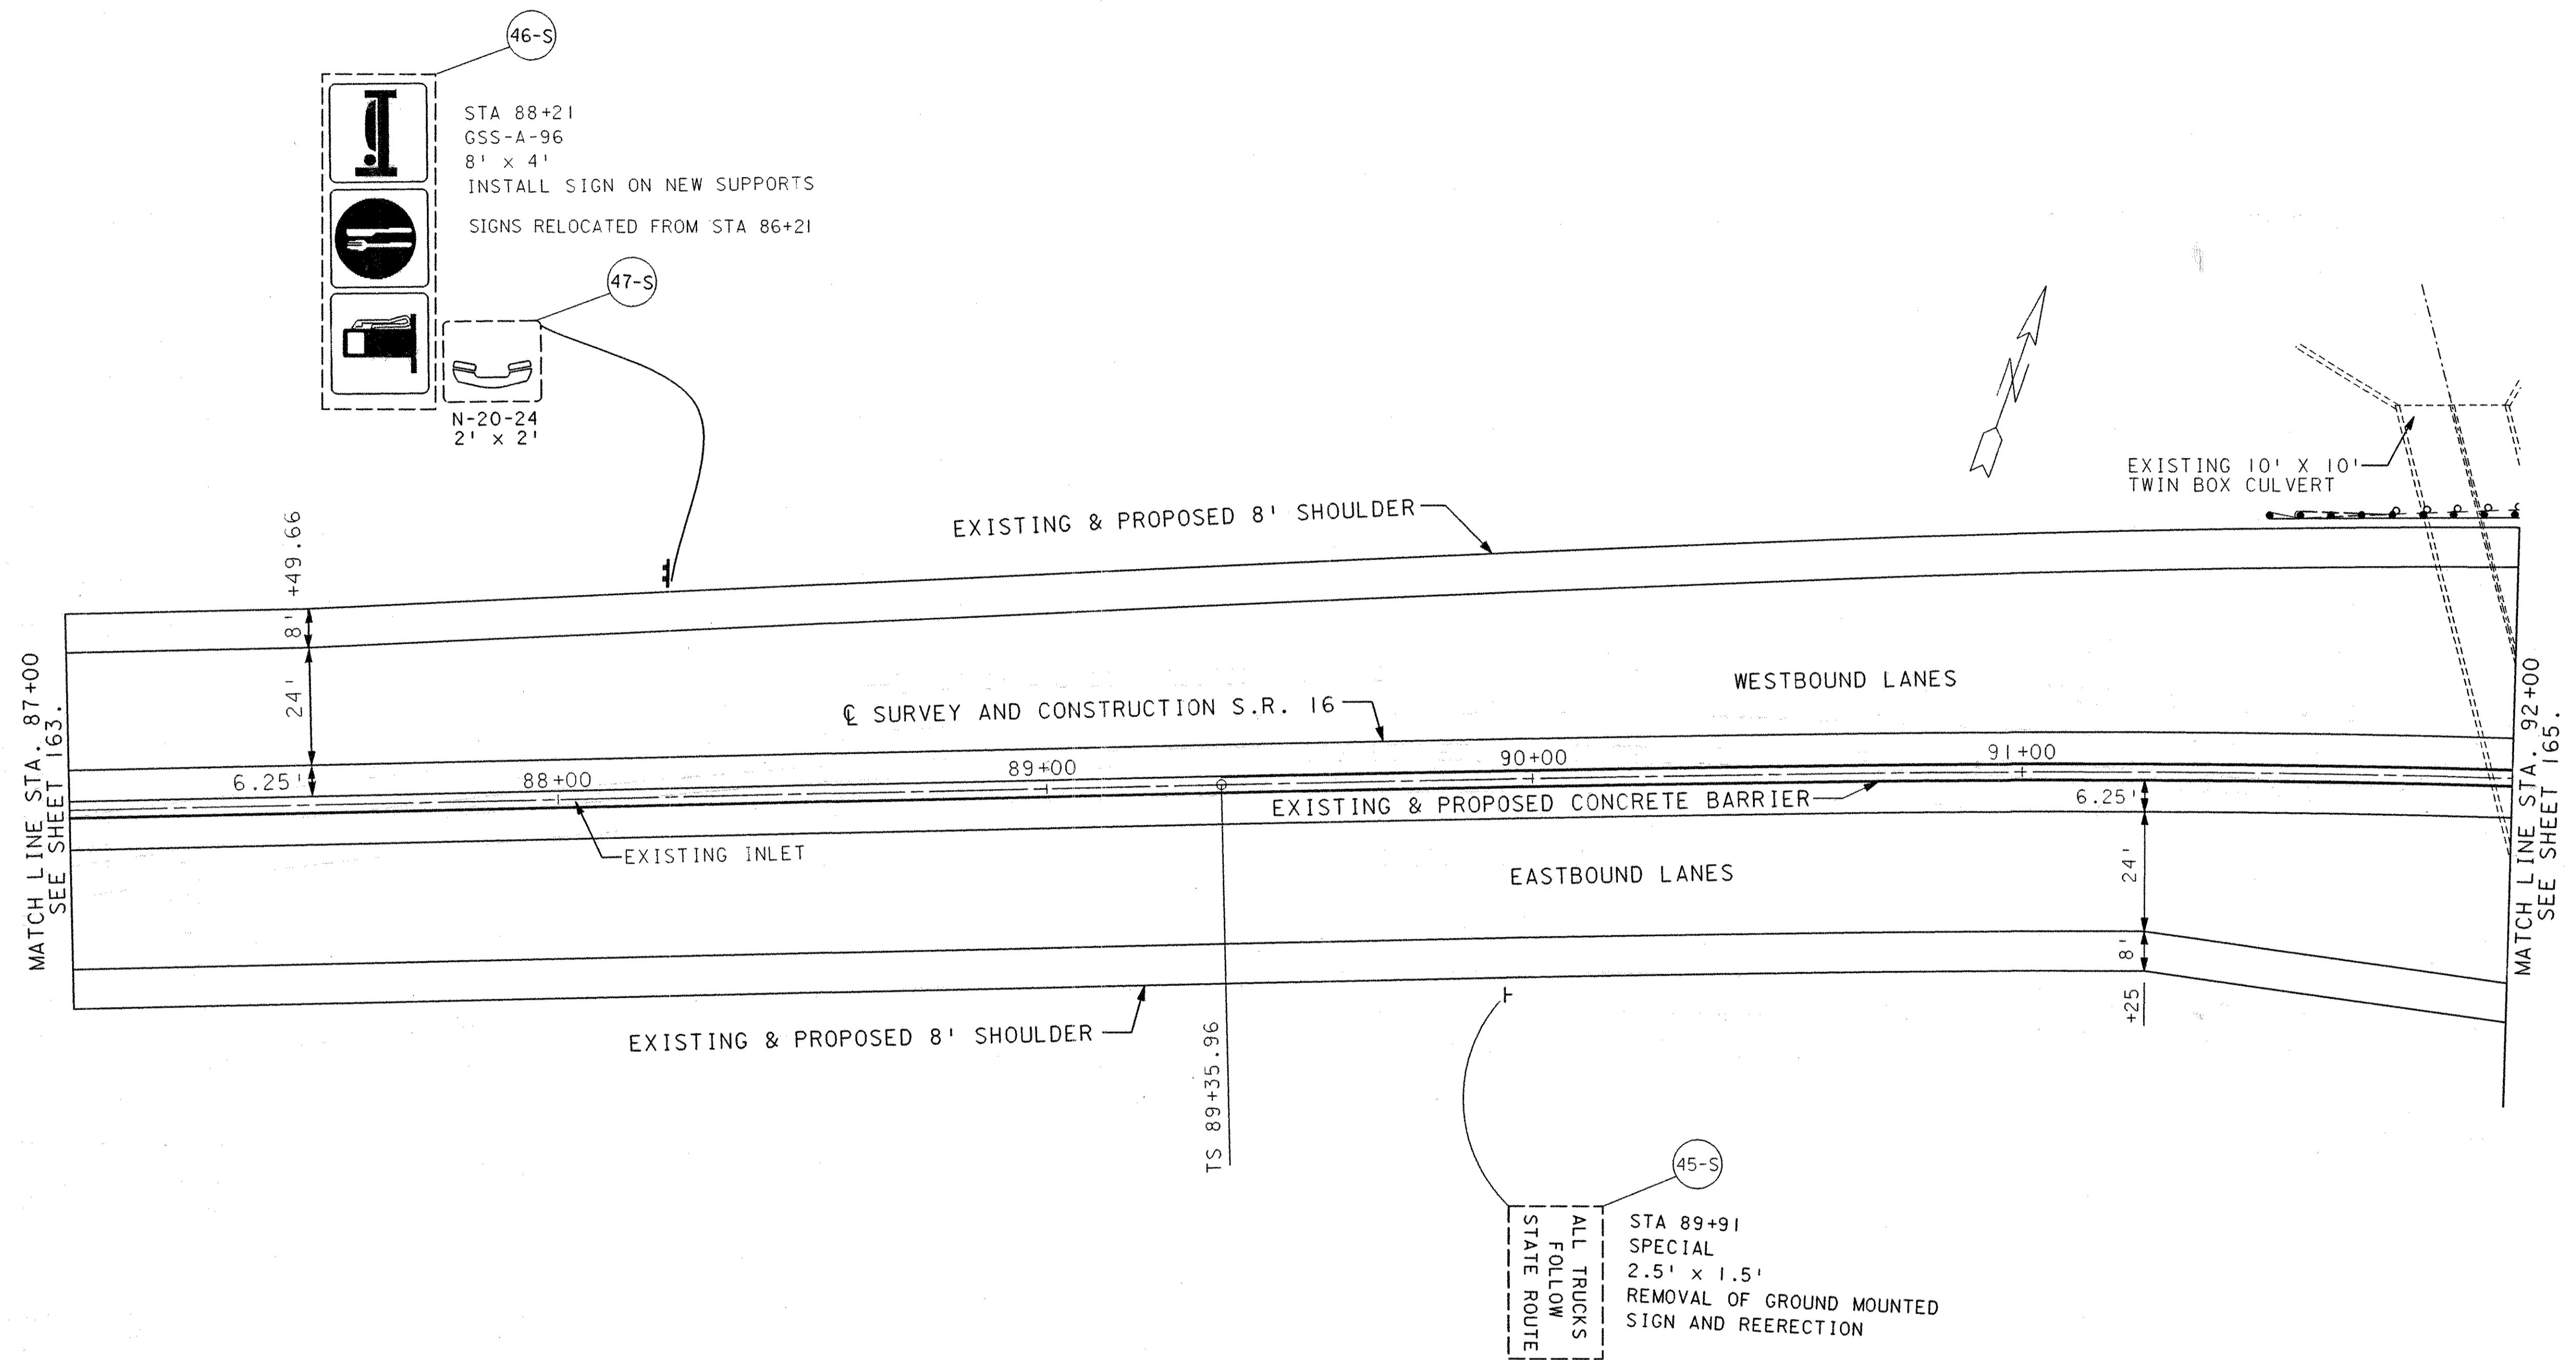 46-S
STA 88+21
GSS-A-96
8' x 4'
INSTALL SIGN ON NEW SUPPORTS
SIGNS RELOCATED FROM STA 86+21
47-S
N-20-24
2' x 2'
N
EXISTING 10' X 10'
TWIN BOX CULVERT
EXISTING & PROPOSED 8' SHOULDER
+49.66
8'
24'
6.25'
MATCH LINE STA. 87+00
SEE SHEET 163.
WESTBOUND LANES
℄ SURVEY AND CONSTRUCTION S.R. 16
88+00
89+00
90+00
91+00
EXISTING & PROPOSED CONCRETE BARRIER
6.25'
EXISTING INLET
EASTBOUND LANES
24'
8'
+25
MATCH LINE STA. 92+00
SEE SHEET 165.
EXISTING & PROPOSED 8' SHOULDER
TS 89+35.96
45-S
ALL TRUCKS
FOLLOW
STATE ROUTE
STA 89+91
SPECIAL
2.5' x 1.5'
REMOVAL OF GROUND MOUNTED
SIGN AND REERECTION